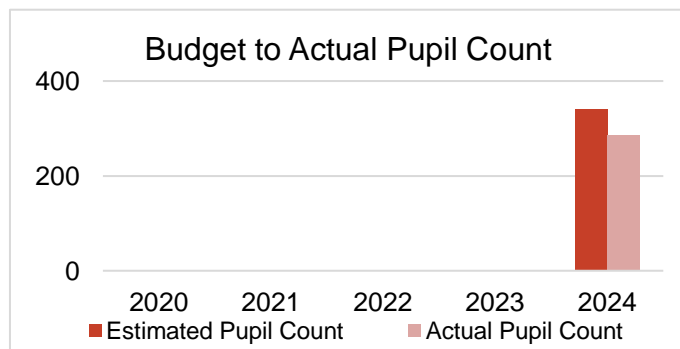 Budget to Actual Pupil Count
400
200
0
2020 2021 2022 2023 2024
Estimated Pupil Count Actual Pupil Count